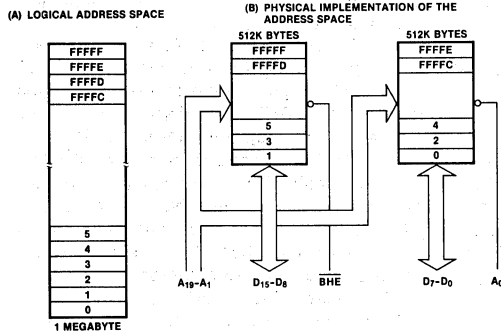 (A) LOGICAL ADDRESS SPACE
FFFFF
FFFFE
FFFFD
FFFFC
5
4
3
2
1
0
1 MEGABYTE
(B) PHYSICAL IMPLEMENTATION OF THE
ADDRESS SPACE
512K BYTES
FFFFF
FFFFD
5
3
1
512K BYTES
FFFFE
FFFFC
4
2
0
A19-A1
D15-D8
BHE
D7-D0
A0